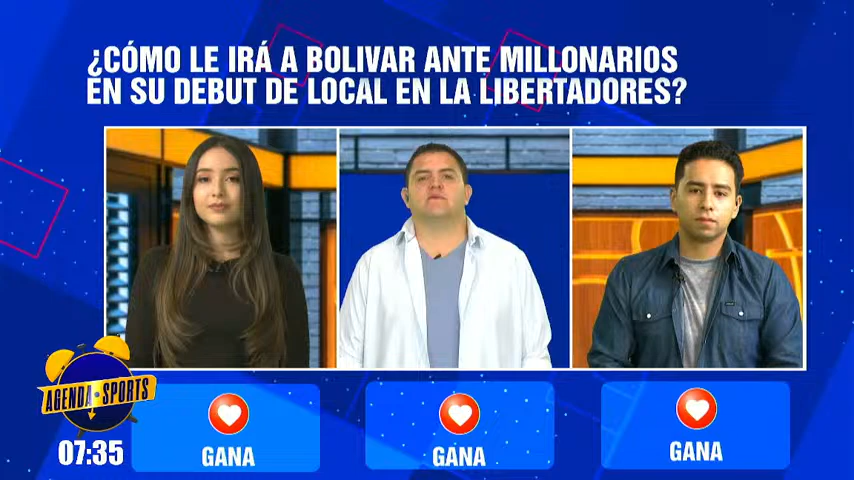 ¿CÓMO LE IRÁ A BOLIVAR ANTE MILLONARIOS
EN SU DEBUT DE LOCAL EN LA LIBERTADORES?
AGENDA SPORTS
07:35
GANA
GANA
GANA